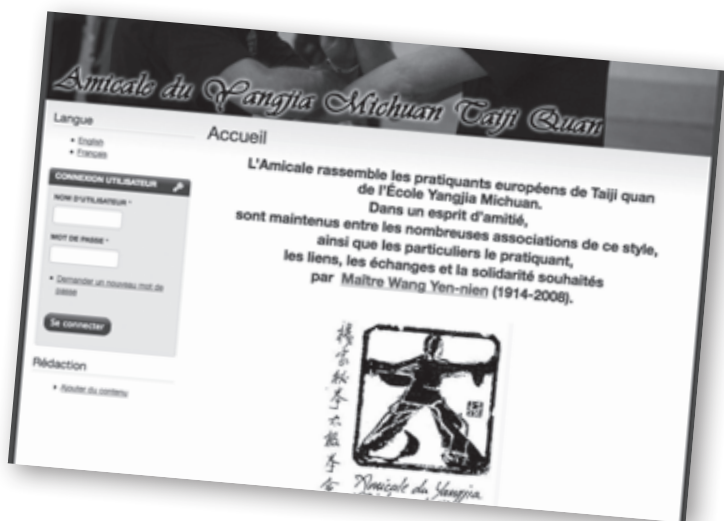 Amicale du Yangjia Michuan Taiji Quan
Langue
English
Français
CONNEXION UTILISATEUR
NOM D'UTILISATEUR *
MOT DE PASSE *
Demander un nouveau mot de
passe
Se connecter
Rédaction
Ajouter du contenu
Accueil
L'Amicale rassemble les pratiquants européens de Taiji quan
de l'École Yangjia Michuan.
Dans un esprit d'amitié,
sont maintenus entre les nombreuses associations de ce style,
ainsi que les particuliers le pratiquant,
les liens, les échanges et la solidarité souhaités
par Maître Wang Yen-nien (1914-2008).
Amicale du Yangjia